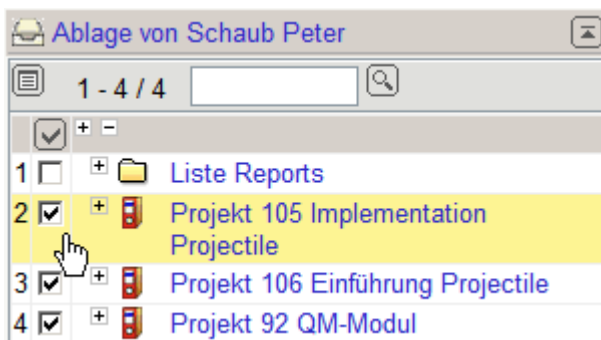 Ablage von Schaub Peter
1 - 4 / 4
1 Liste Reports
2 Projekt 105 Implementation
Projectile
3 Projekt 106 Einführung Projectile
4 Projekt 92 QM-Modul